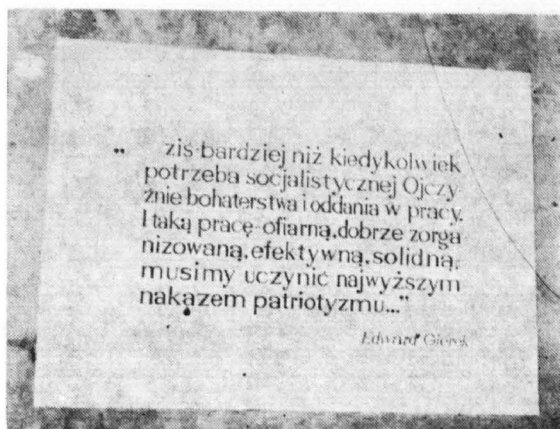 „ zis bardziej niż kiedykolwiek
potrzeba socjalistycznej Ojczy
źnie bohaterstwa i oddania w pracy.
I taką pracę-ofiarną,dobrze zorga
nizowaną,efektywną,solidną,
musimy uczynić najwyższym
nakazem patriotyzmu..."
Edward Gierek